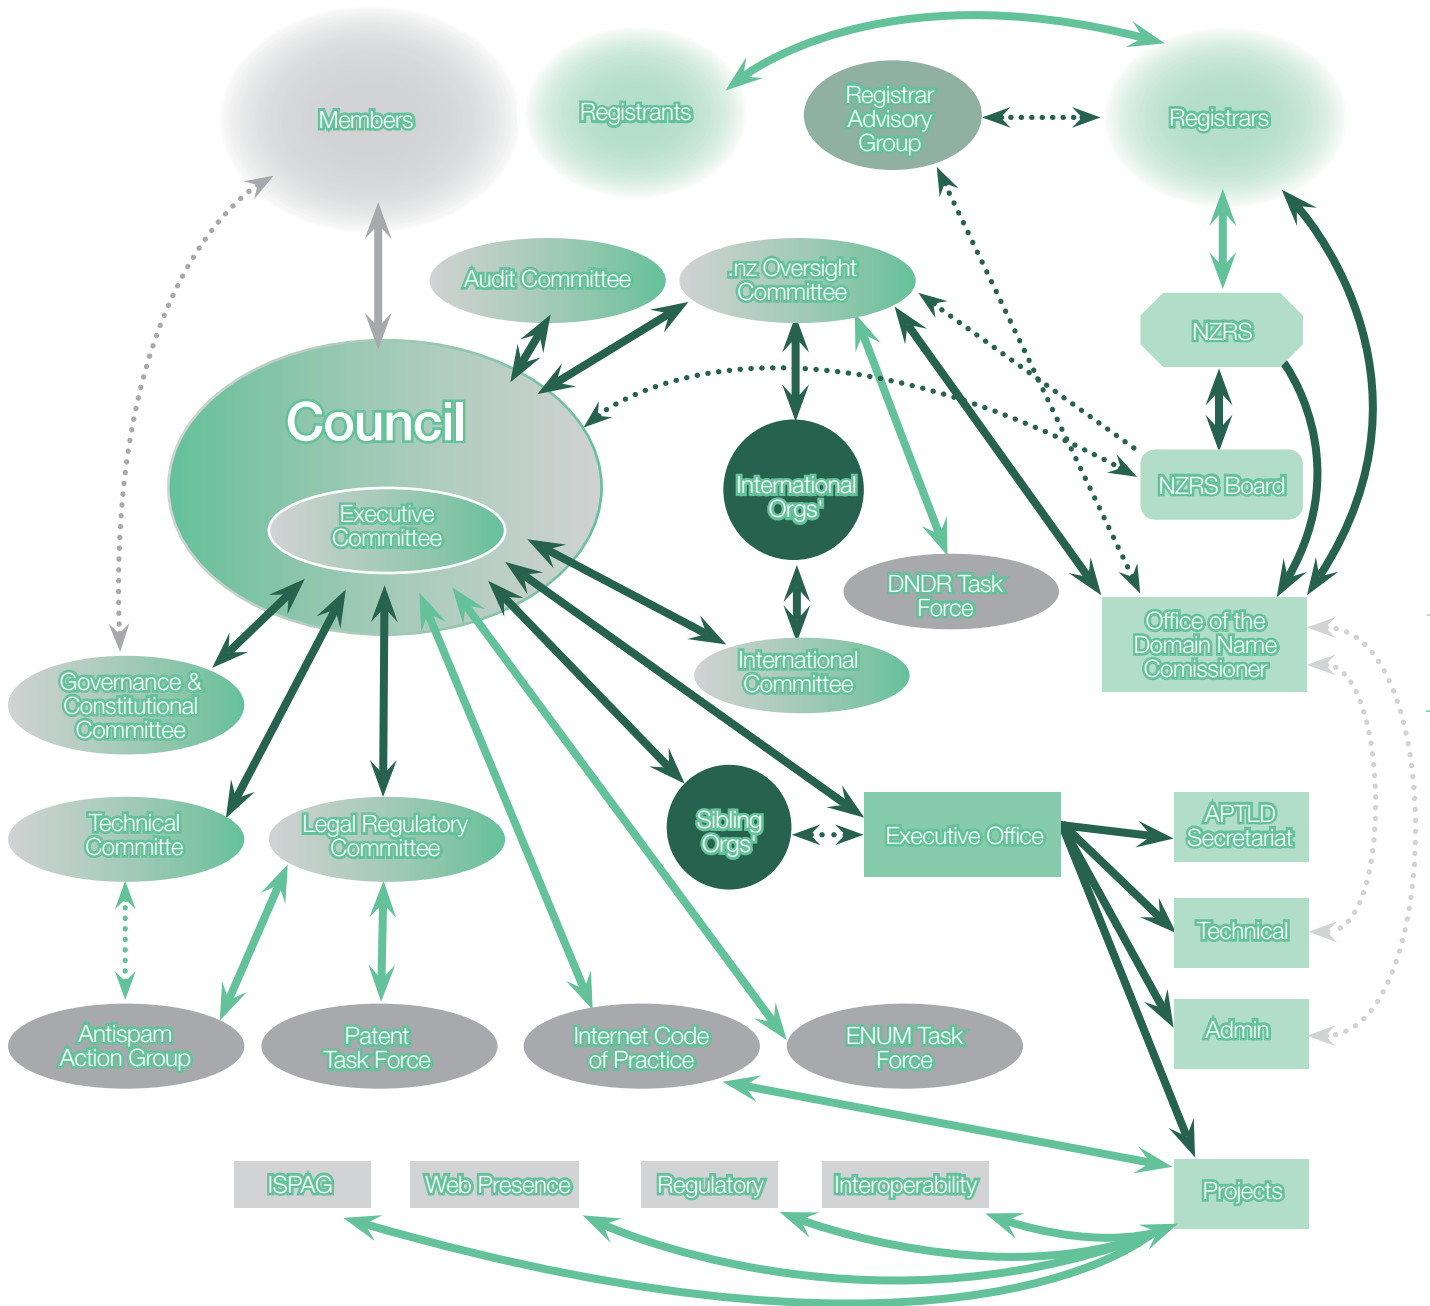 Members
Registrants
Registrar
Advisory
Group
Registrars
Audit Committee
.nz Oversight
Committee
NZRS
Council
Executive
Committee
International
Orgs'
NZRS Board
DNDR Task
Force
Office of the
Domain Name
Comissioner
International
Committee
Governance &
Constitutional
Committee
Technical
Committe
Legal Regulatory
Committee
Sibling
Orgs'
Executive Office
APTLD
Secretariat
Technical
Admin
Antispam
Action Group
Patent
Task Force
Internet Code
of Practice
ENUM Task
Force
ISPAG
Web Presence
Regulatory
Interoperability
Projects